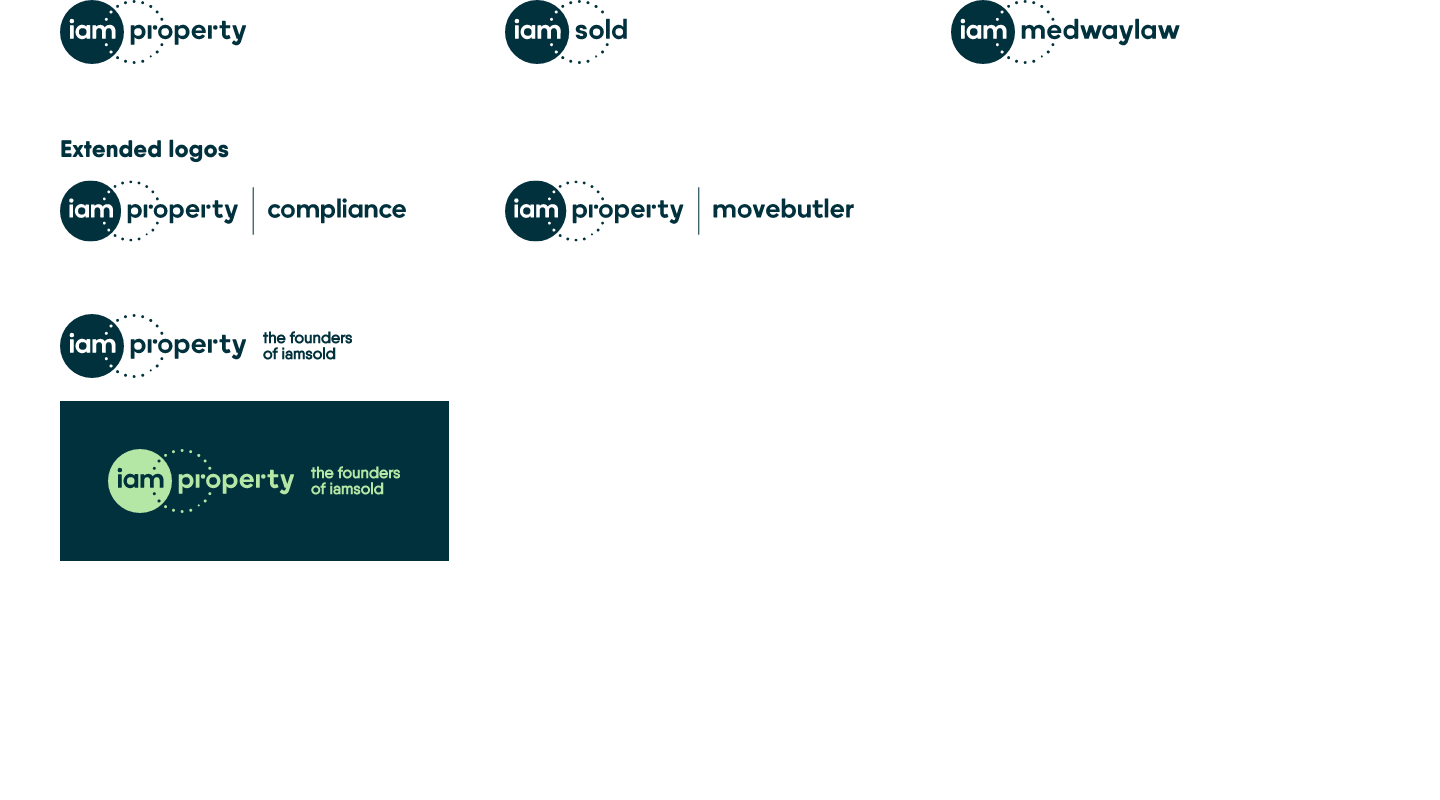 iam property
iam sold
iam medwaylaw
Extended logos
iam property | compliance
iam property | movebutler
iam property the founders
of iamsold
iam property the founders
of iamsold